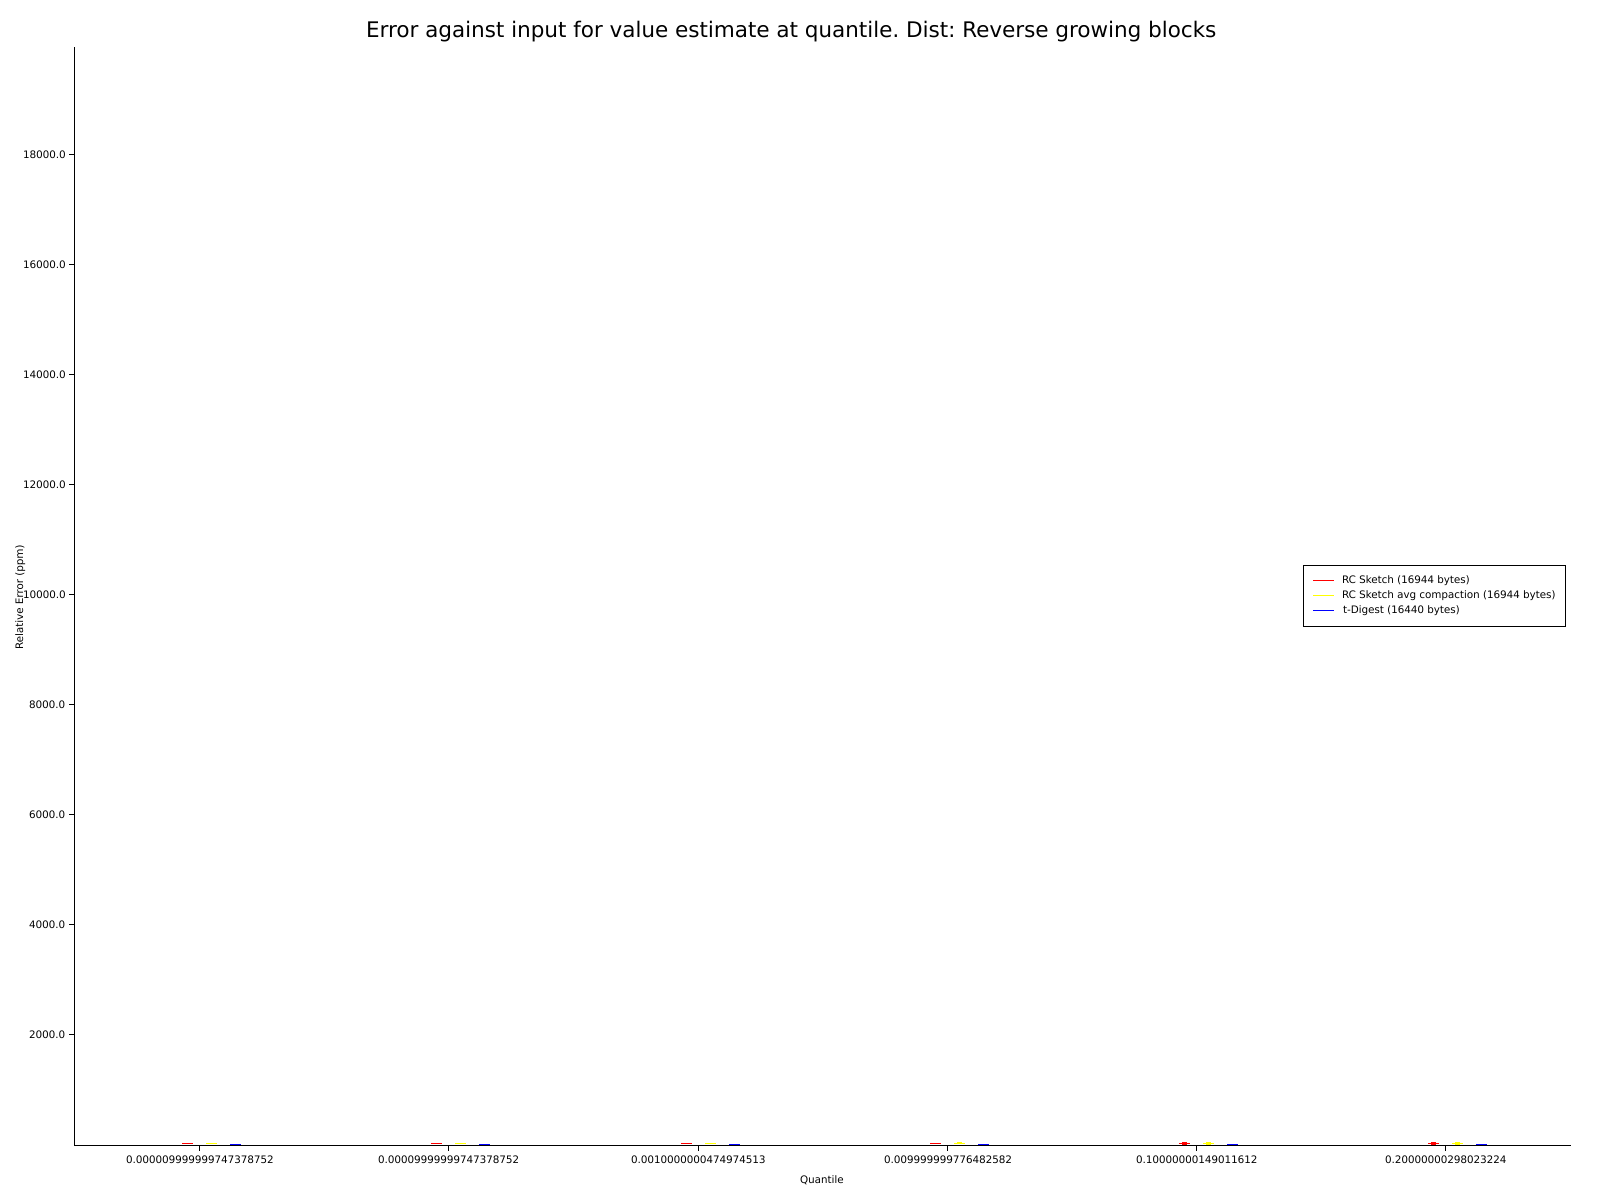 Error against input for value estimate at quantile. Dist: Reverse growing blocks
18000.0
16000.0
14000.0
12000.0
10000.0
8000.0
6000.0
4000.0
2000.0
Relative Error (ppm)
RC Sketch (16944 bytes)
RC Sketch avg compaction (16944 bytes)
t-Digest (16440 bytes)
0.000009999999747378752
0.00009999999747378752
0.001000000474974513
0.009999999776482582
0.10000000149011612
0.20000000298023224
Quantile